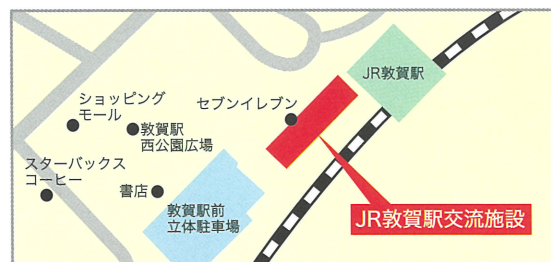 JR敦賀駅
セブンイレブン
ショッピング
モール
敦賀駅
西公園広場
スターバックス
コーヒー
書店
敦賀駅前
立体駐車場
JR敦賀駅交流施設